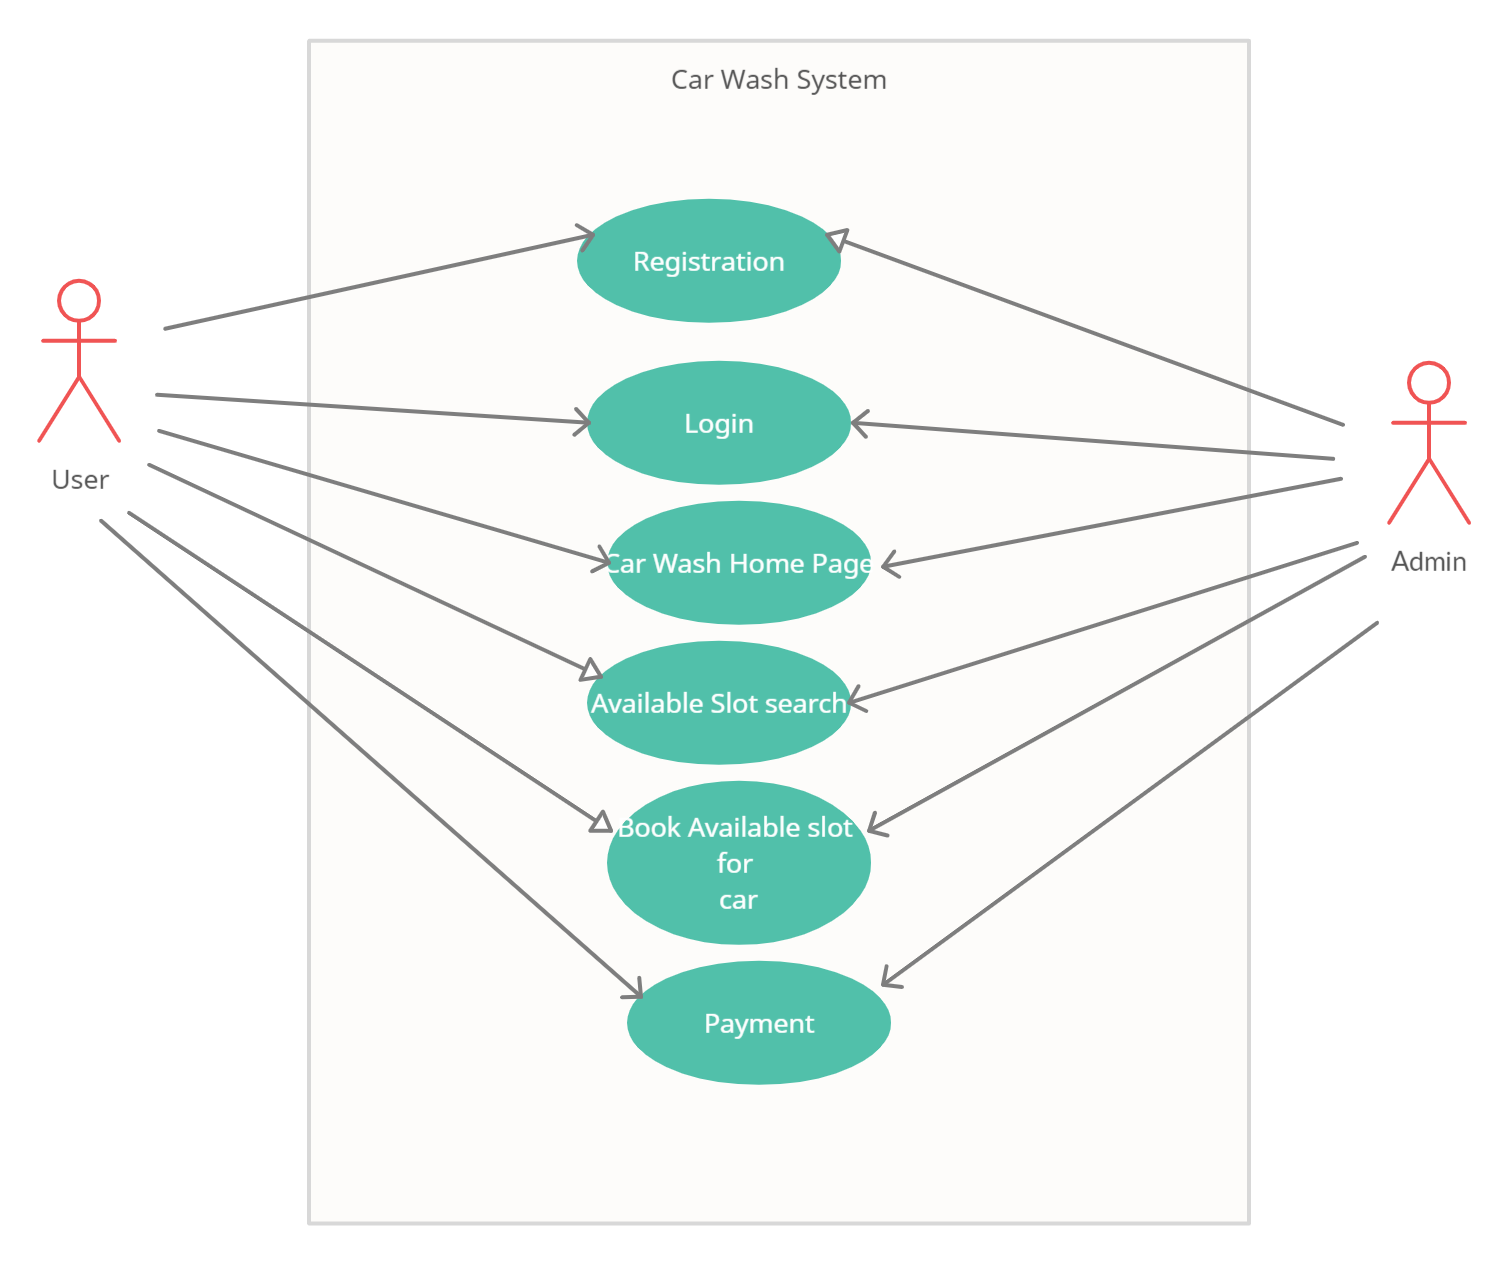 Car Wash System
Registration
Login
User
Car Wash Home Page
Admin
Available Slot search
Book Available slot
for
car
Payment